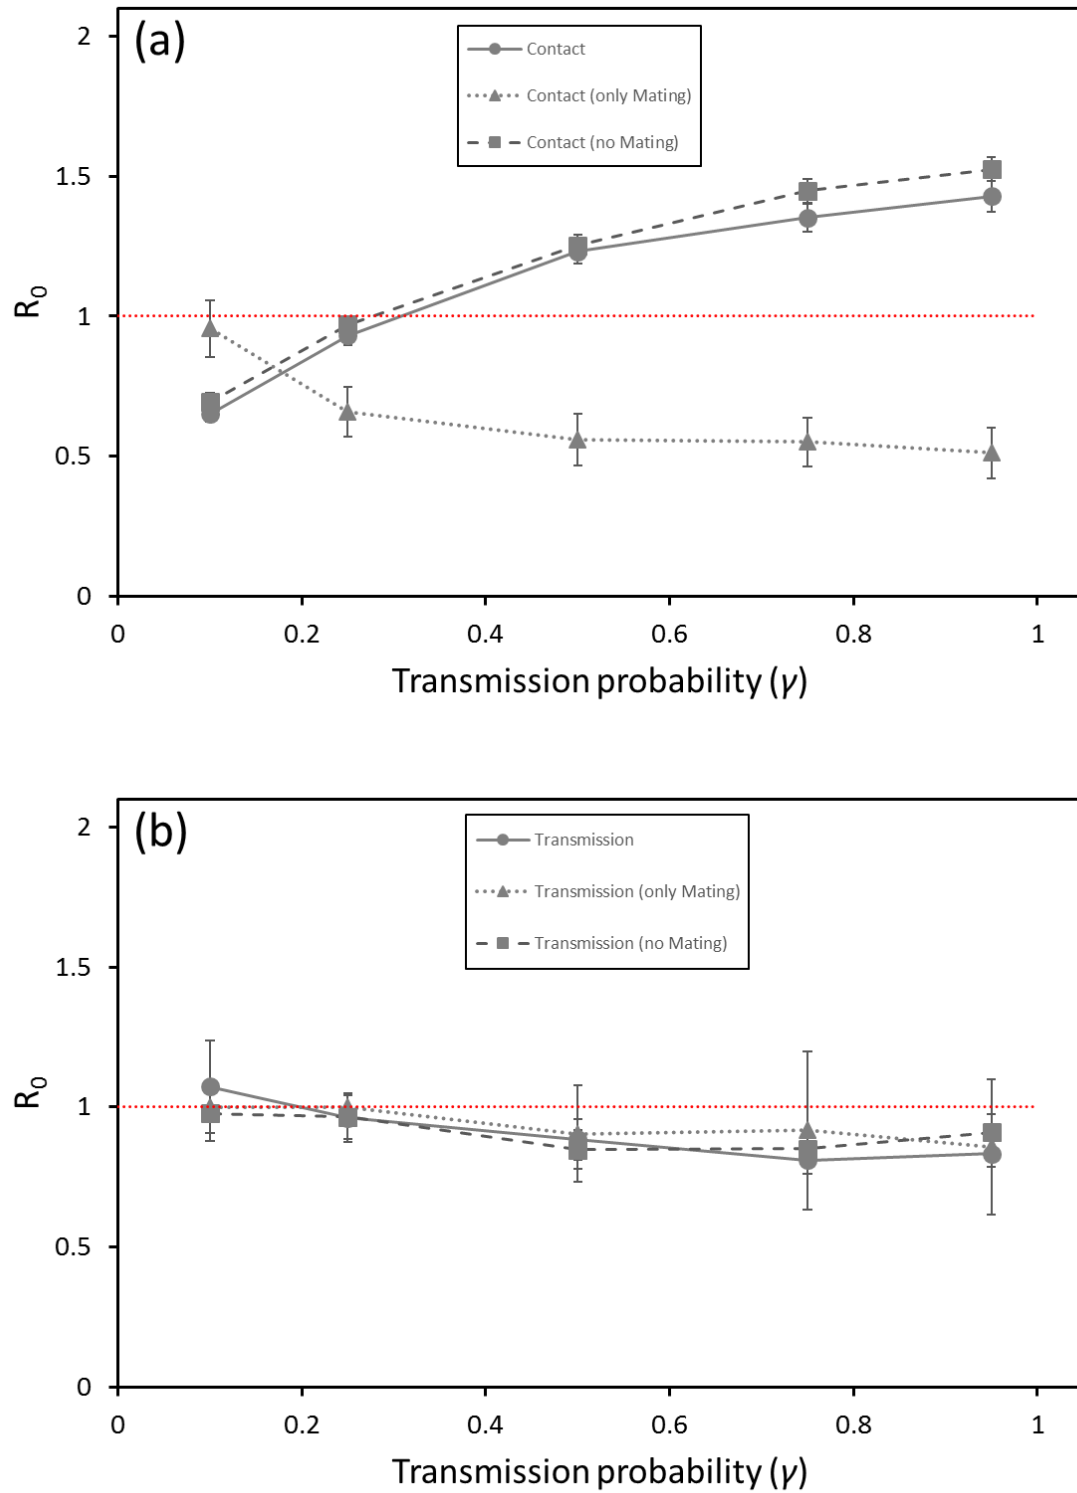 (a)
Contact
Contact (only Mating)
Contact (no Mating)
2
1.5
1
0.5
0
R0
0 0.2 0.4 0.6 0.8 1
Transmission probability (γ)
(b)
Transmission
Transmission (only Mating)
Transmission (no Mating)
2
1.5
1
0.5
0
R0
0 0.2 0.4 0.6 0.8 1
Transmission probability (γ)